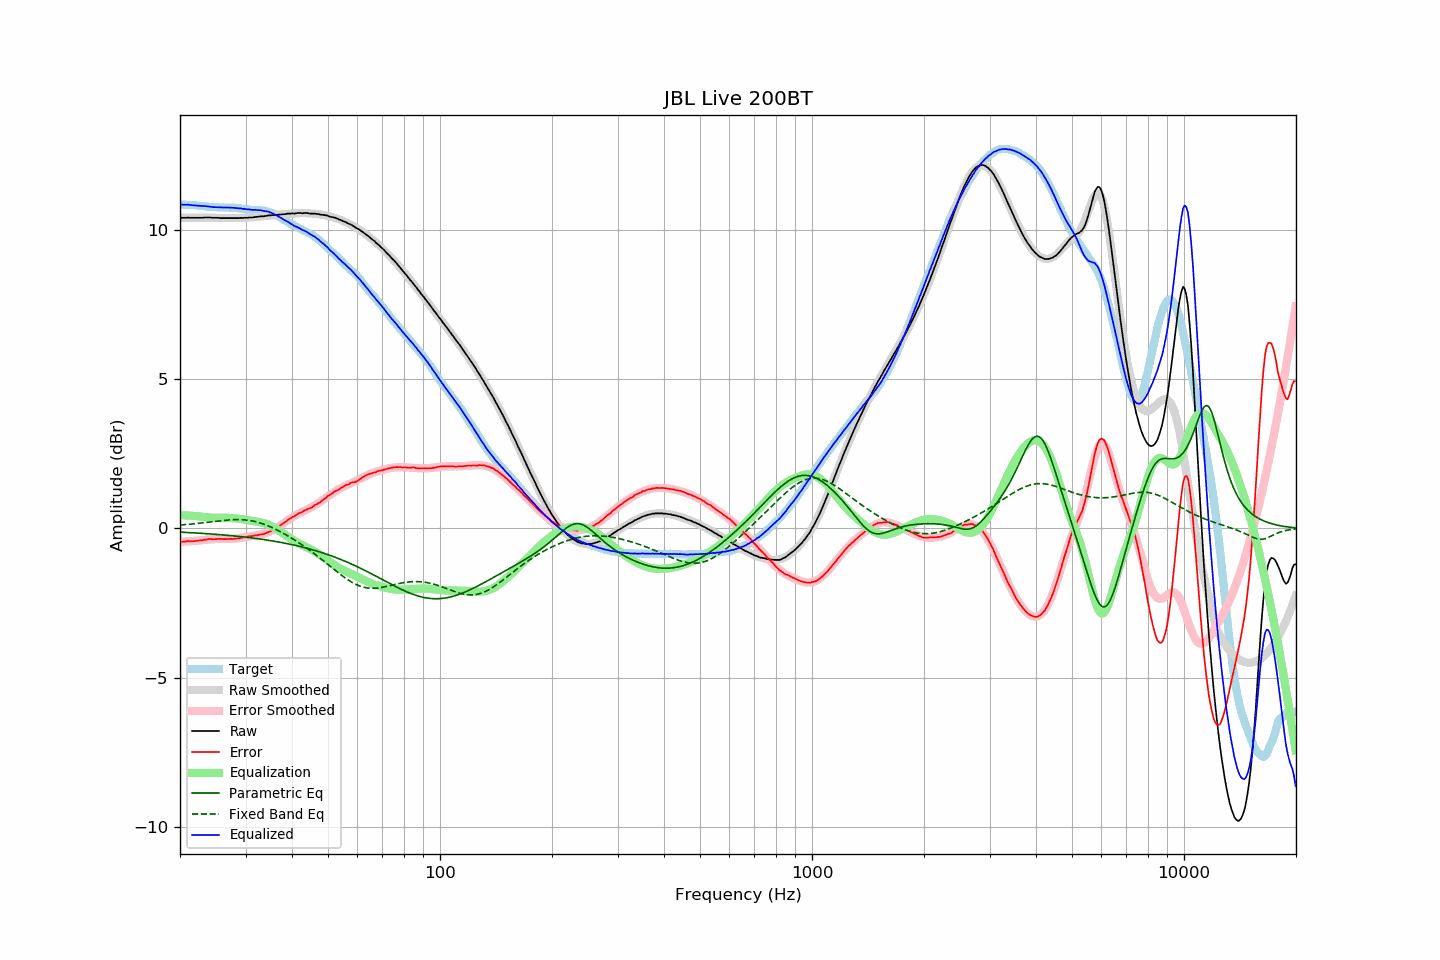 JBL Live 200BT
Amplitude (dBr)
10
5
0
−5
−10
Target
Raw Smoothed
Error Smoothed
Raw
Error
Equalization
Parametric Eq
Fixed Band Eq
Equalized
100
1000
10000
Frequency (Hz)